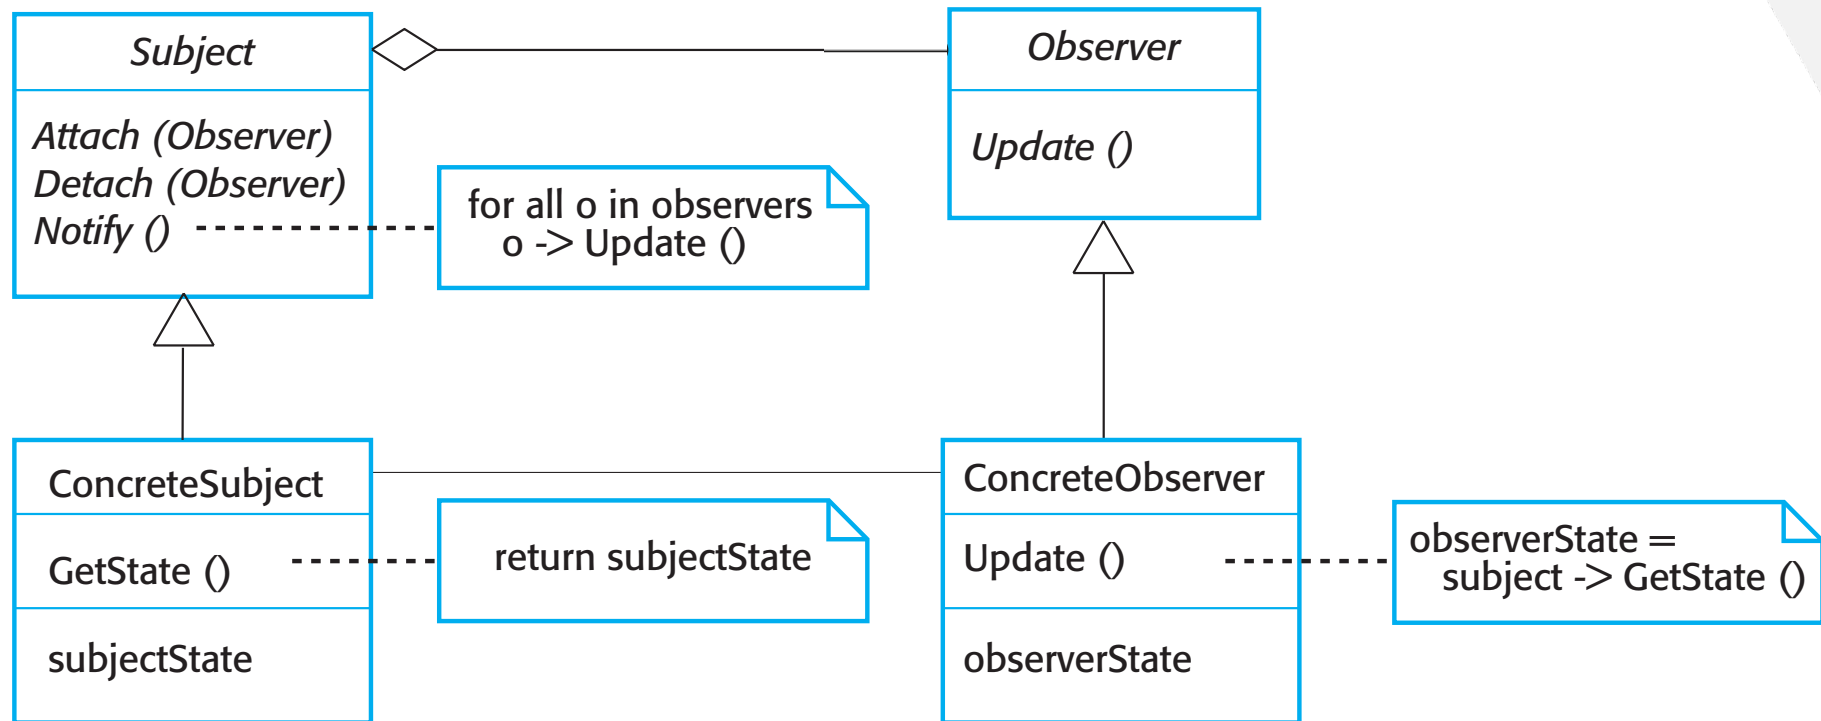 Subject
Attach (Observer)
Detach (Observer)
Notify ()
for all o in observers
o -> Update ()
Observer
Update ()
ConcreteSubject
GetState ()
subjectState
return subjectState
ConcreteObserver
Update ()
observerState
observerState =
subject -> GetState ()